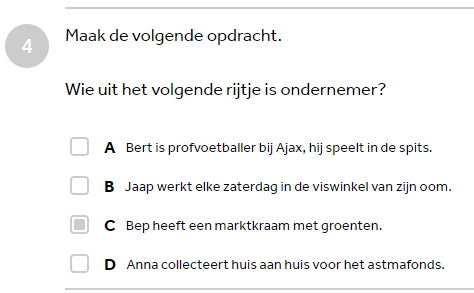 4
Maak de volgende opdracht.
Wie uit het volgende rijtje is ondernemer?
A Bert is profvoetballer bij Ajax, hij speelt in de spits.
B Jaap werkt elke zaterdag in de viswinkel van zijn oom.
C Bep heeft een marktkraam met groenten.
D Anna collecteert huis aan huis voor het astmafonds.